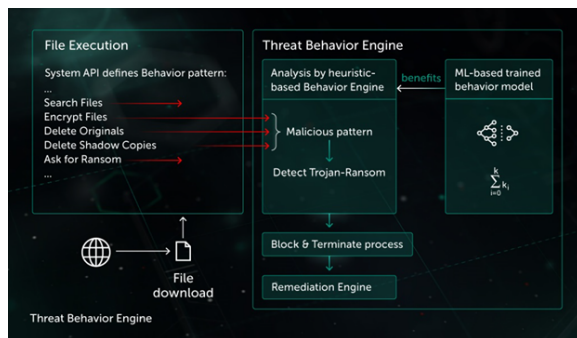 File Execution
System API defines Behavior pattern:
...
Search Files
Encrypt Files
Delete Originals
Delete Shadow Copies
Ask for Ransom
...
File
download
Threat Behavior Engine
Threat Behavior Engine
Analysis by heuristic-
based Behavior Engine
Malicious pattern
Detect Trojan-Ransom
Block & Terminate process
Remediation Engine
benefits
ML-based trained
behavior model
k
∑ kᵢ
i=0